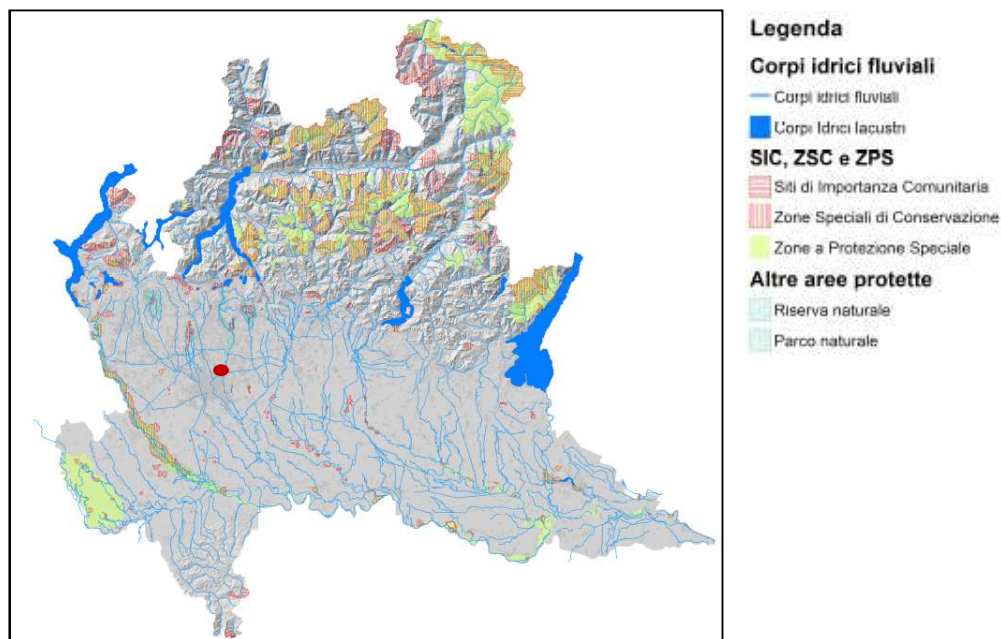 Legenda
Corpi idrici fluviali
Corpi idrici fluviali
Corpi Idrici lacustri
SIC, ZSC e ZPS
Siti di Importanza Comunitaria
Zone Speciali di Conservazione
Zone a Protezione Speciale
Altre aree protette
Riserva naturale
Parco naturale